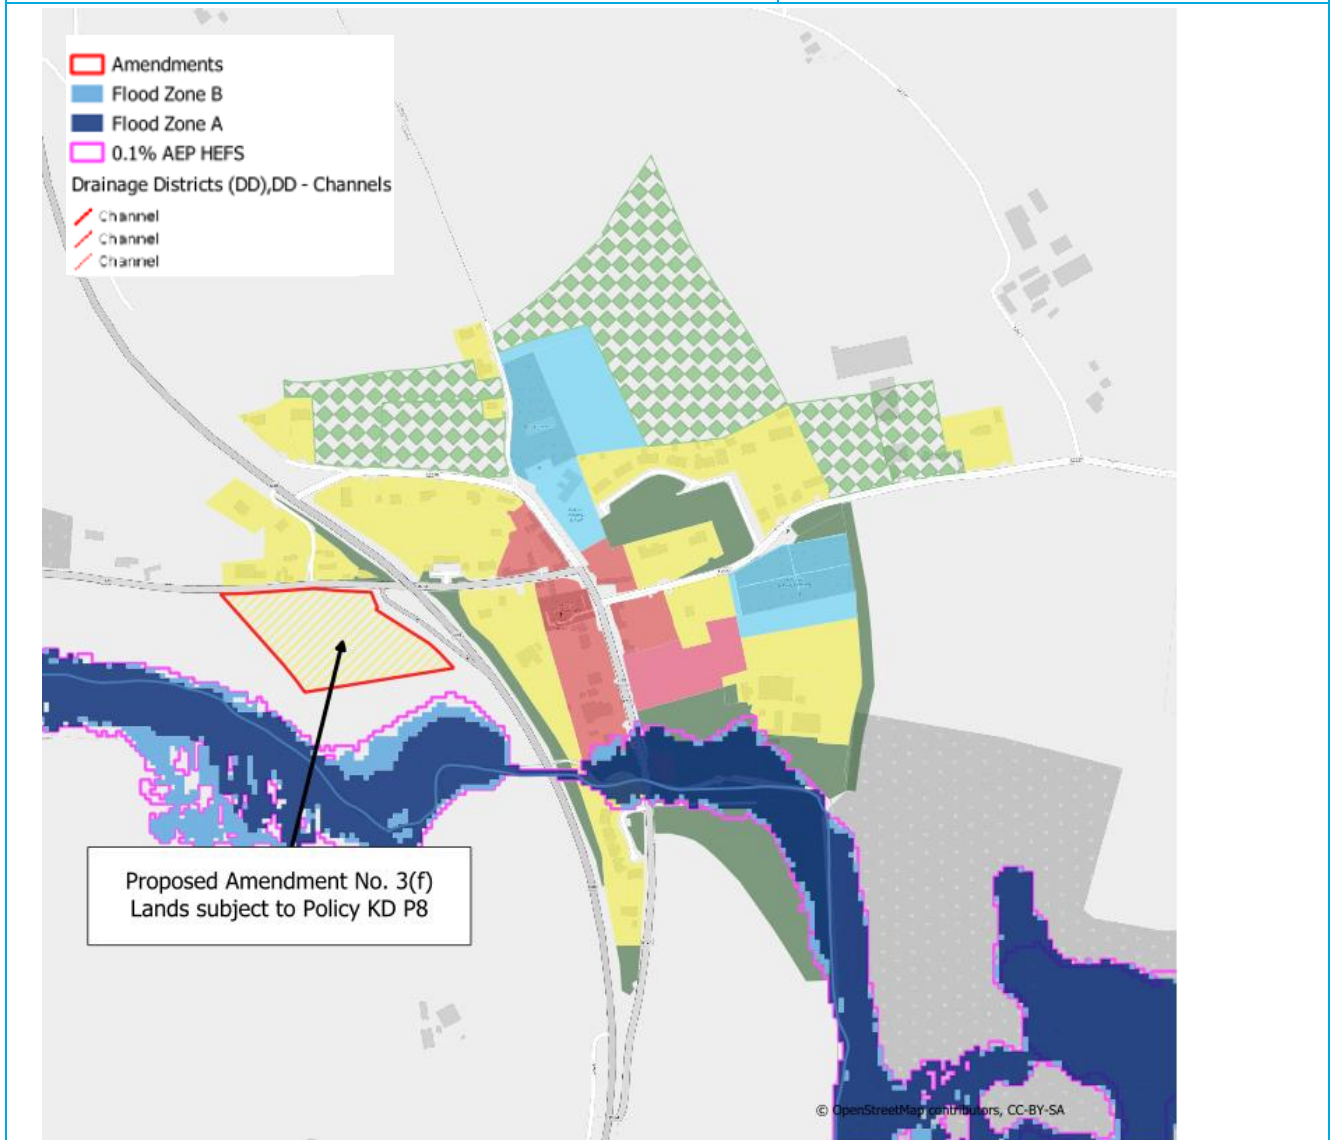 Amendments
Flood Zone B
Flood Zone A
0.1% AEP HEFS
Drainage Districts (DD),DD - Channels
Channel
Channel
Channel
Proposed Amendment No. 3(f)
Lands subject to Policy KD P8
© OpenStreetMap contributors, CC-BY-SA